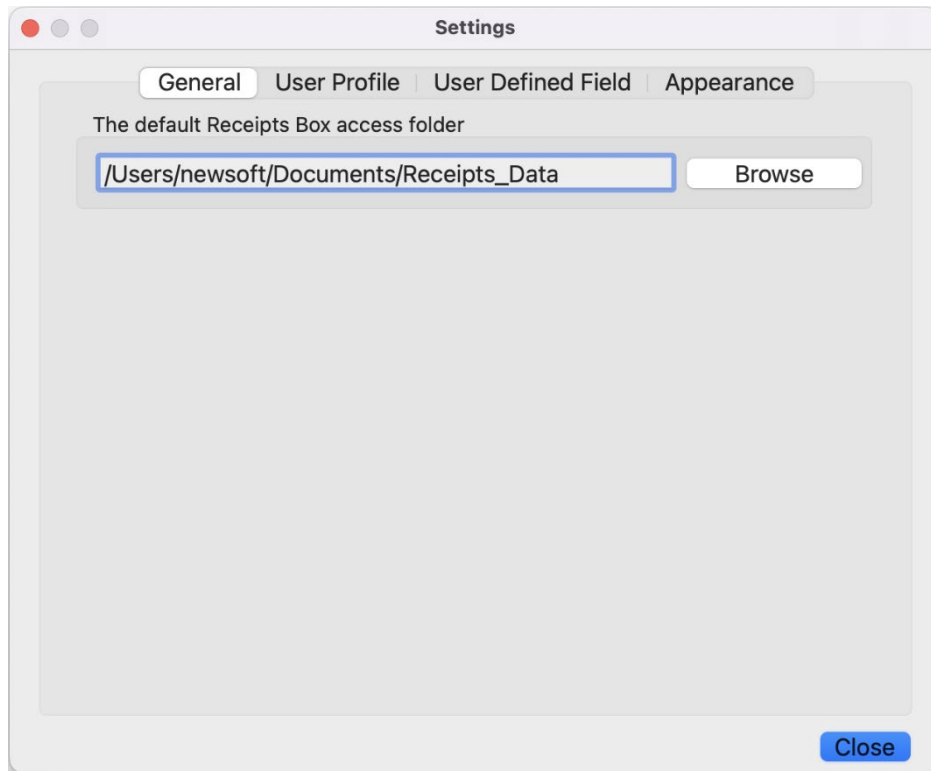 Settings
General User Profile User Defined Field Appearance
The default Receipts Box access folder
/Users/newsoft/Documents/Receipts_Data Browse
Close